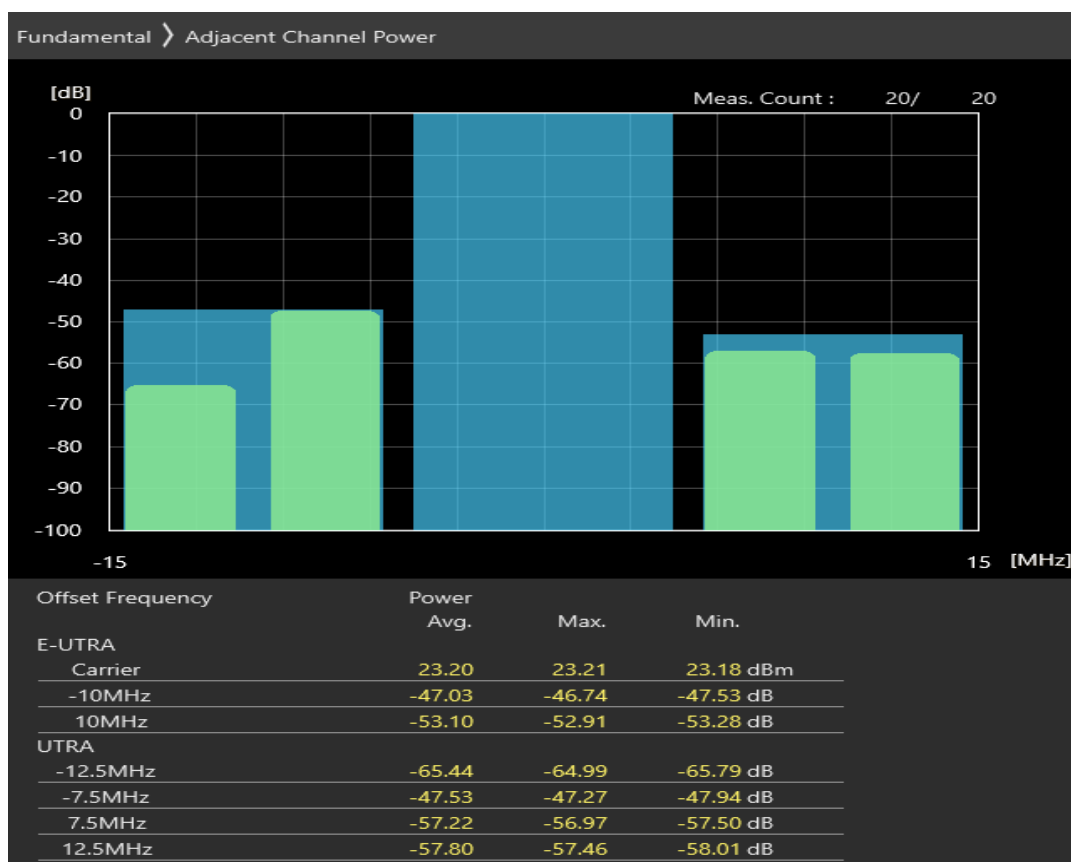 Fundamental 〉 Adjacent Channel Power
[dB]
Meas. Count : 20/ 20
0
-10
-20
-30
-40
-50
-60
-70
-80
-90
-100
-15 15 [MHz]
Offset Frequency Power
Avg. Max. Min.
E-UTRA
Carrier 23.20 23.21 23.18 dBm
-10MHz -47.03 -46.74 -47.53 dB
10MHz -53.10 -52.91 -53.28 dB
UTRA
-12.5MHz -65.44 -64.99 -65.79 dB
-7.5MHz -47.53 -47.27 -47.94 dB
7.5MHz -57.22 -56.97 -57.50 dB
12.5MHz -57.80 -57.46 -58.01 dB